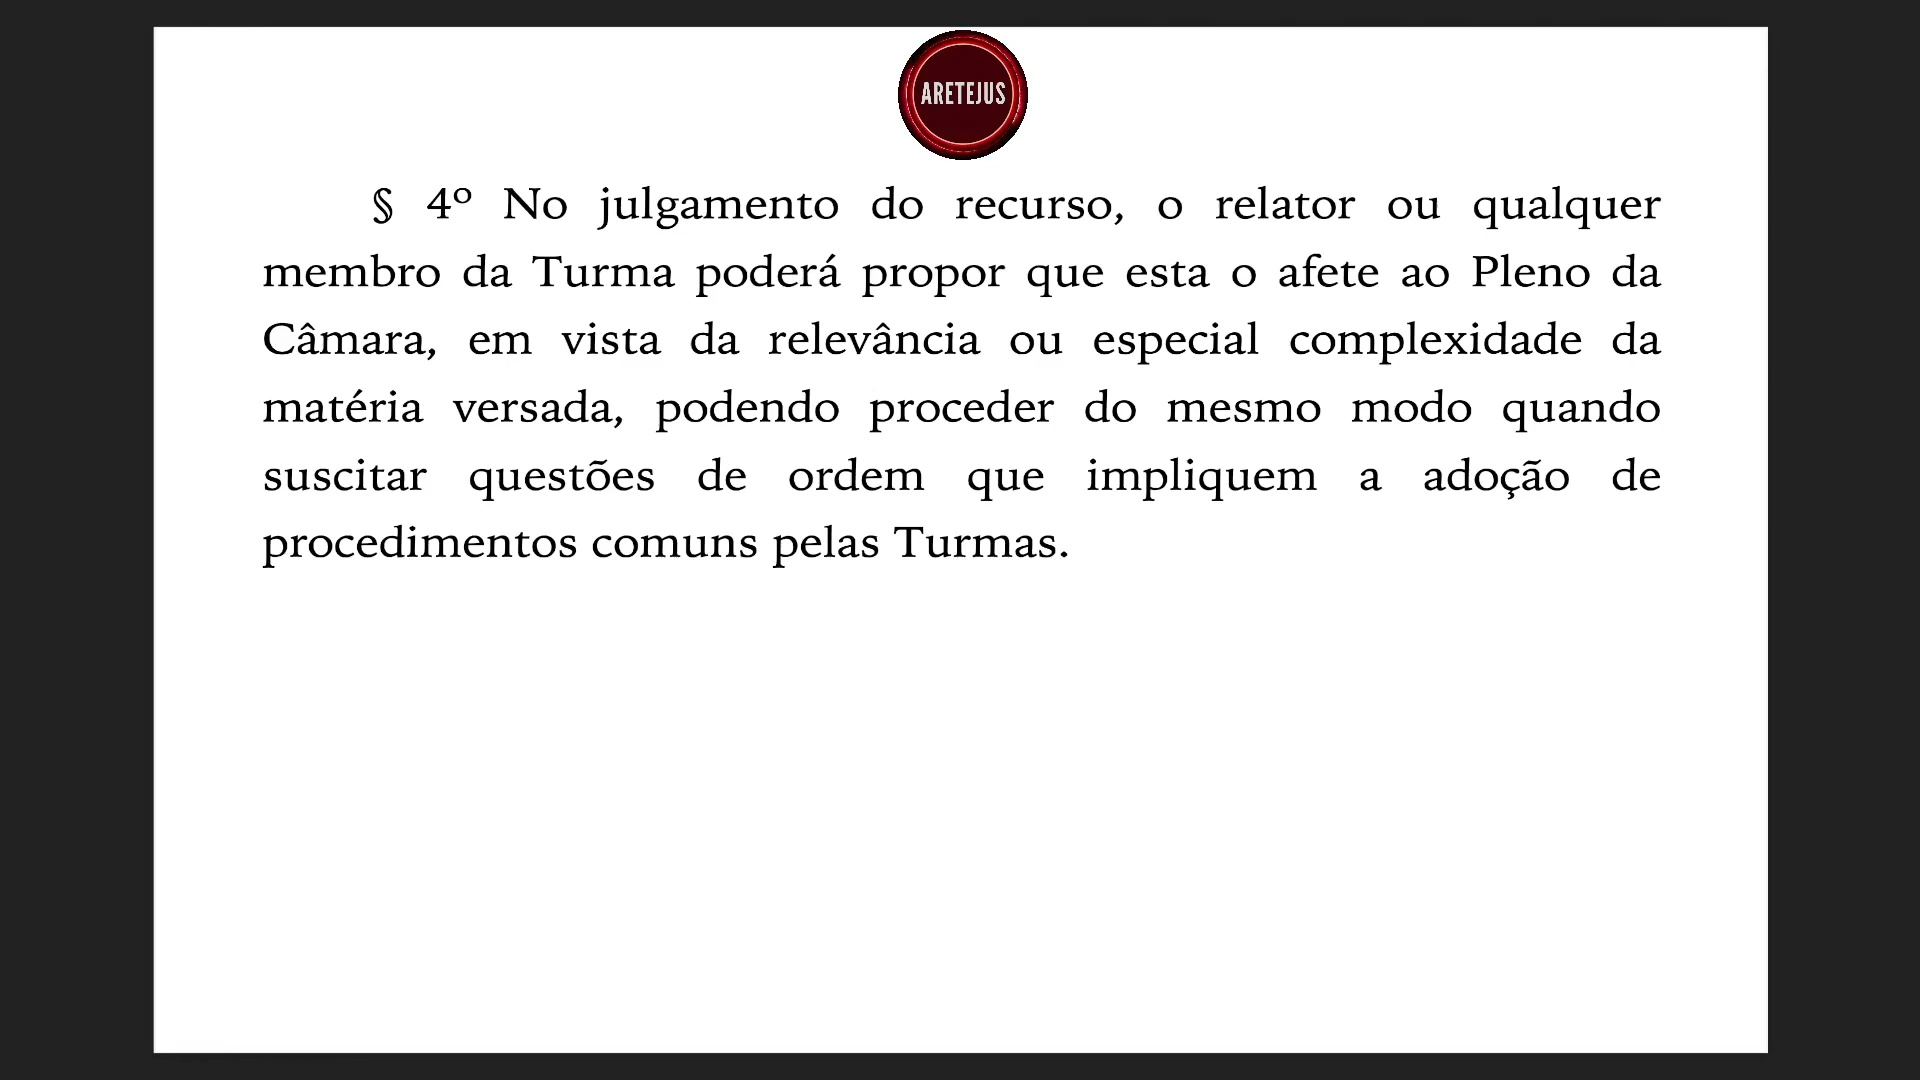 ARETEJUS
§ 4º No julgamento do recurso, o relator ou qualquer
membro da Turma poderá propor que esta o afete ao Pleno da
Câmara, em vista da relevância ou especial complexidade da
matéria versada, podendo proceder do mesmo modo quando
suscitar questões de ordem que impliquem a adoção de
procedimentos comuns pelas Turmas.